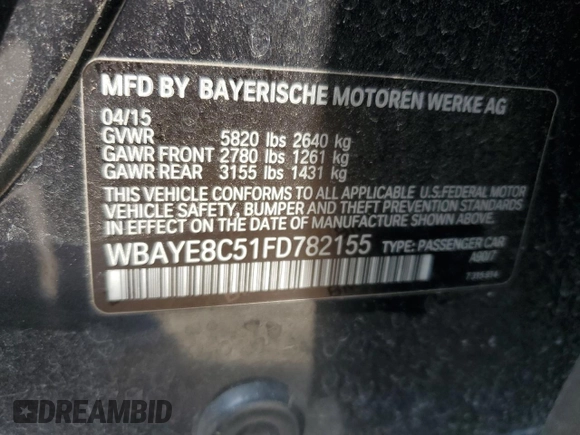 MFD BY BAYERISCHE MOTOREN WERKE AG
04/15
GVWR 5820 lbs 2640 kg
GAWR FRONT 2780 lbs 1261 kg
GAWR REAR 3155 lbs 1431 kg
THIS VEHICLE CONFORMS TO ALL APPLICABLE U.S.FEDERAL MOTOR
VEHICLE SAFETY, BUMPER AND THEFT PREVENTION STANDARDS
IN EFFECT ON THE DATE OF MANUFACTURE SHOWN ABOVE.
WBAYE8C51FD782155 TYPE: PASSENGER CAR
DREAMBID